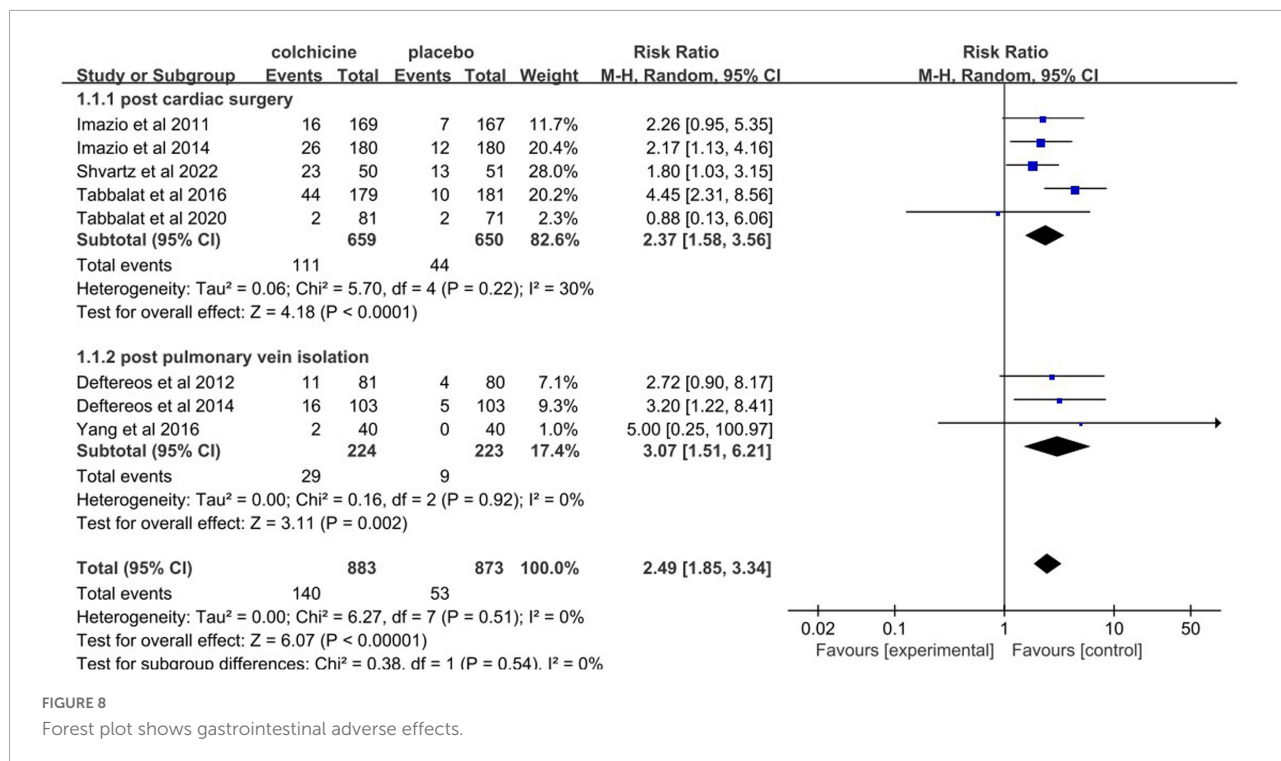 colchicine placebo Risk Ratio Risk Ratio
Study or Subgroup Events Total Events Total Weight M-H, Random, 95% CI M-H, Random, 95% CI
1.1.1 post cardiac surgery
Imazio et al 2011 16 169 7 167 11.7% 2.26 [0.95, 5.35]
Imazio et al 2014 26 180 12 180 20.4% 2.17 [1.13, 4.16]
Shvartz et al 2022 23 50 13 51 28.0% 1.80 [1.03, 3.15]
Tabbalat et al 2016 44 179 10 181 20.2% 4.45 [2.31, 8.56]
Tabbalat et al 2020 2 81 2 71 2.3% 0.88 [0.13, 6.06]
Subtotal (95% CI) 659 650 82.6% 2.37 [1.58, 3.56]
Total events 111 44
Heterogeneity: Tau² = 0.06; Chi² = 5.70, df = 4 (P = 0.22); I² = 30%
Test for overall effect: Z = 4.18 (P < 0.0001)
1.1.2 post pulmonary vein isolation
Deftereos et al 2012 11 81 4 80 7.1% 2.72 [0.90, 8.17]
Deftereos et al 2014 16 103 5 103 9.3% 3.20 [1.22, 8.41]
Yang et al 2016 2 40 0 40 1.0% 5.00 [0.25, 100.97]
Subtotal (95% CI) 224 223 17.4% 3.07 [1.51, 6.21]
Total events 29 9
Heterogeneity: Tau² = 0.00; Chi² = 0.16, df = 2 (P = 0.92); I² = 0%
Test for overall effect: Z = 3.11 (P = 0.002)
Total (95% CI) 883 873 100.0% 2.49 [1.85, 3.34]
Total events 140 53
Heterogeneity: Tau² = 0.00; Chi² = 6.27, df = 7 (P = 0.51); I² = 0%
Test for overall effect: Z = 6.07 (P < 0.00001)
Test for subgroup differences: Chi² = 0.38, df = 1 (P = 0.54), I² = 0%
0.02 0.1 1 10 50
Favours [experimental] Favours [control]
FIGURE 8
Forest plot shows gastrointestinal adverse effects.